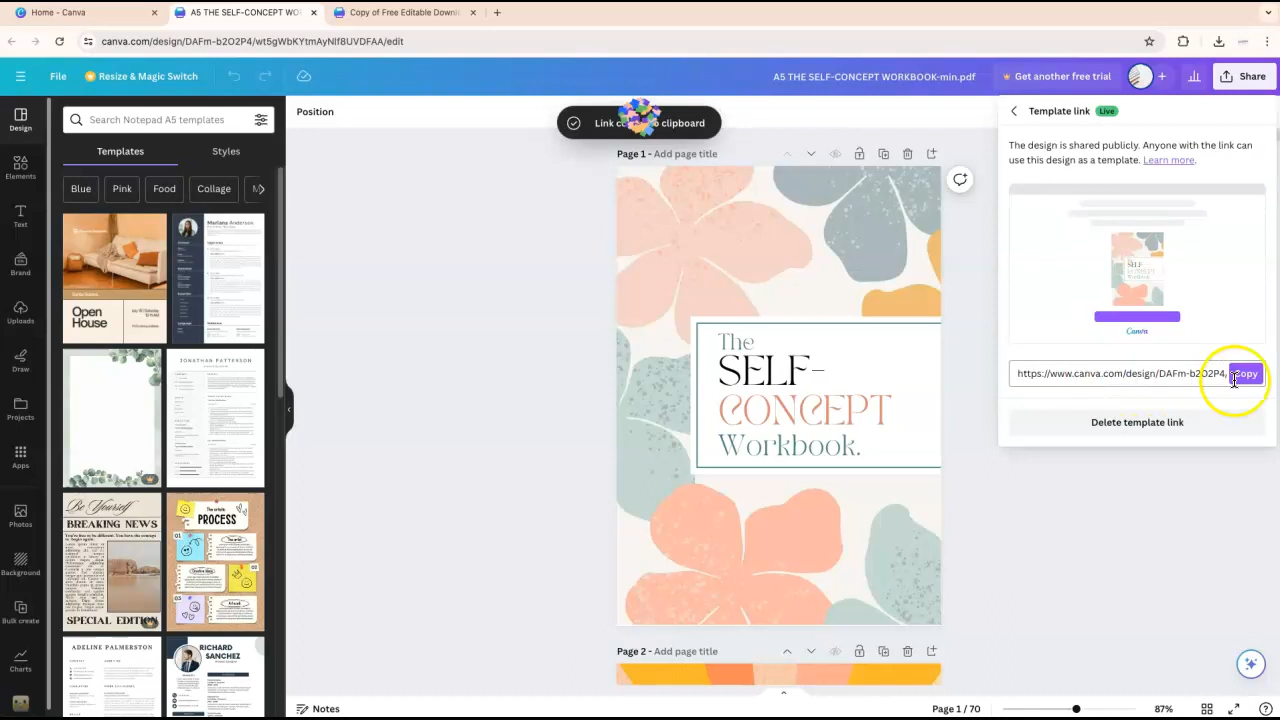 Home - Canva
A5 THE SELF-CONCEPT WOR
Copy of Free Editable Downl
canva.com/design/DAFm-b2O2P4/wt5gWbKYtmAyNlf8UVDFAA/edit
File
Resize & Magic Switch
A5 THE SELF-CONCEPT WORKBOOK-min.pdf
Get another free trial
Share
Design
Elements
Text
Brand
Uploads
Draw
Projects
Apps
Photos
Background
Bulk create
Charts
Search Notepad A5 templates
Templates
Styles
Blue
Pink
Food
Collage
Open
House
Mariana Anderson
JONATHAN PATTERSON
Be Yourself
BREAKING NEWS
SPECIAL EDITION
PROCESS
01
02
03
ADELINE PALMERSTON
RICHARD
SANCHEZ
Position
Link clipboard
Page 1 - Add page title
The
SELF-
CONCEPT
Workbook.
Page 2 - Add page title
Notes
Page 1 / 70
87%
Template link
Live
The design is shared publicly. Anyone with the link can
use this design as a template. Learn more.
Canva
https://www.canva.com/design/DAFm-b2O2P4,
Copy
Delete template link